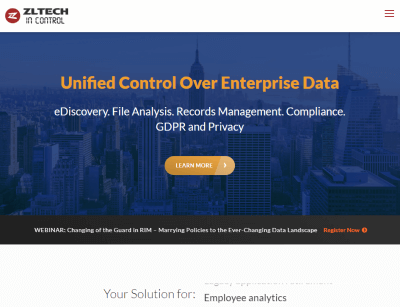 ZLTECH
IN CONTROL
Unified Control Over Enterprise Data
eDiscovery. File Analysis. Records Management. Compliance.
GDPR and Privacy
LEARN MORE
WEBINAR: Changing of the Guard in RIM – Marrying Policies to the Ever-Changing Data Landscape Register Now
Your Solution for:
Employee analytics